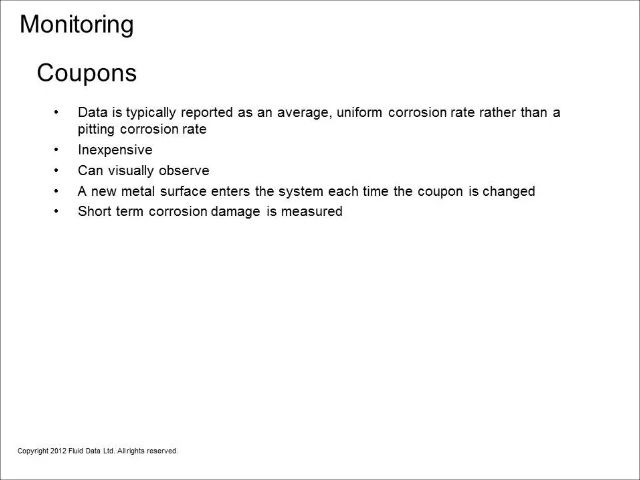 Monitoring
Coupons
• Data is typically reported as an average, uniform corrosion rate rather than a
pitting corrosion rate
• Inexpensive
• Can visually observe
• A new metal surface enters the system each time the coupon is changed
• Short term corrosion damage is measured
Copyright 2012 Fluid Data Ltd. All rights reserved.